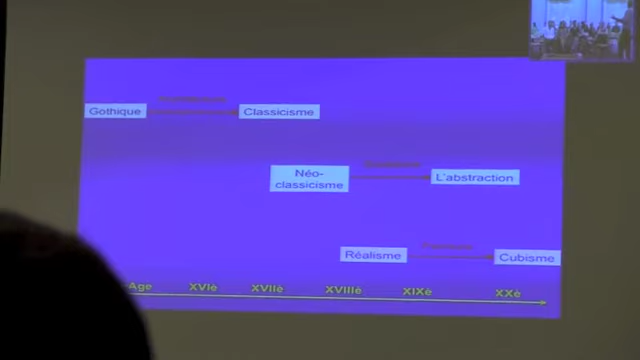 Gothique
Classicisme
Néo-
classicisme
L'abstraction
Réalisme
Cubisme
Age
XVIè
XVIIè
XVIIIè
XIXè
XXè